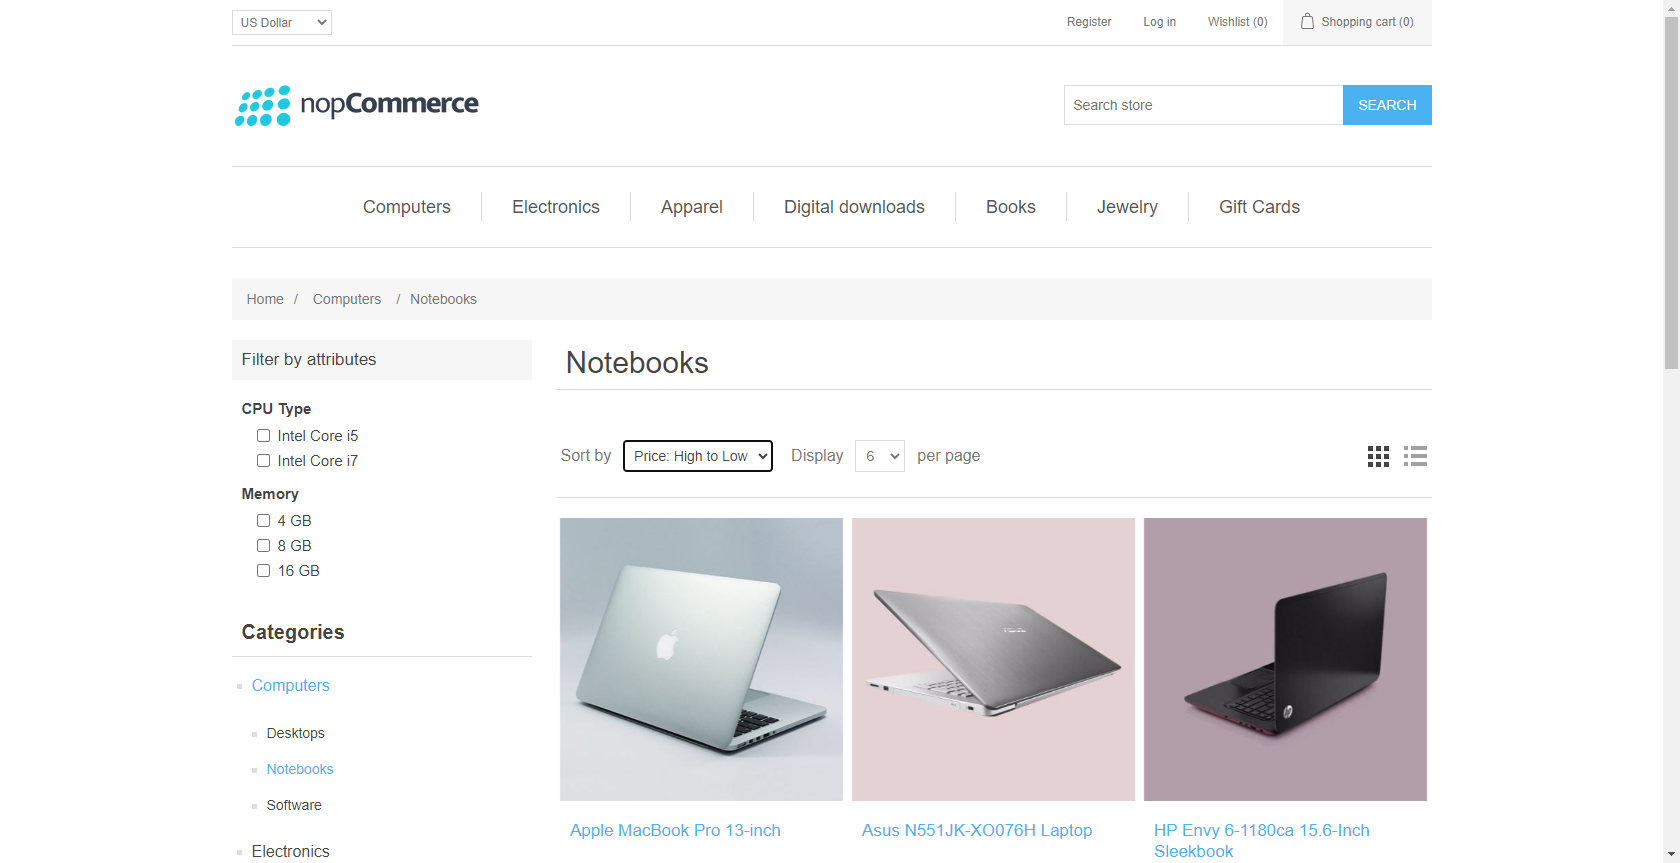 US Dollar
Register
Log in
Wishlist (0)
Shopping cart (0)
nopCommerce
Search store
SEARCH
Computers
Electronics
Apparel
Digital downloads
Books
Jewelry
Gift Cards
Home / Computers / Notebooks
Filter by attributes
CPU Type
Intel Core i5
Intel Core i7
Memory
4 GB
8 GB
16 GB
Categories
Computers
Desktops
Notebooks
Software
Electronics
Notebooks
Sort by Price: High to Low Display 6 per page
Apple MacBook Pro 13-inch
Asus N551JK-XO076H Laptop
HP Envy 6-1180ca 15.6-Inch
Sleekbook